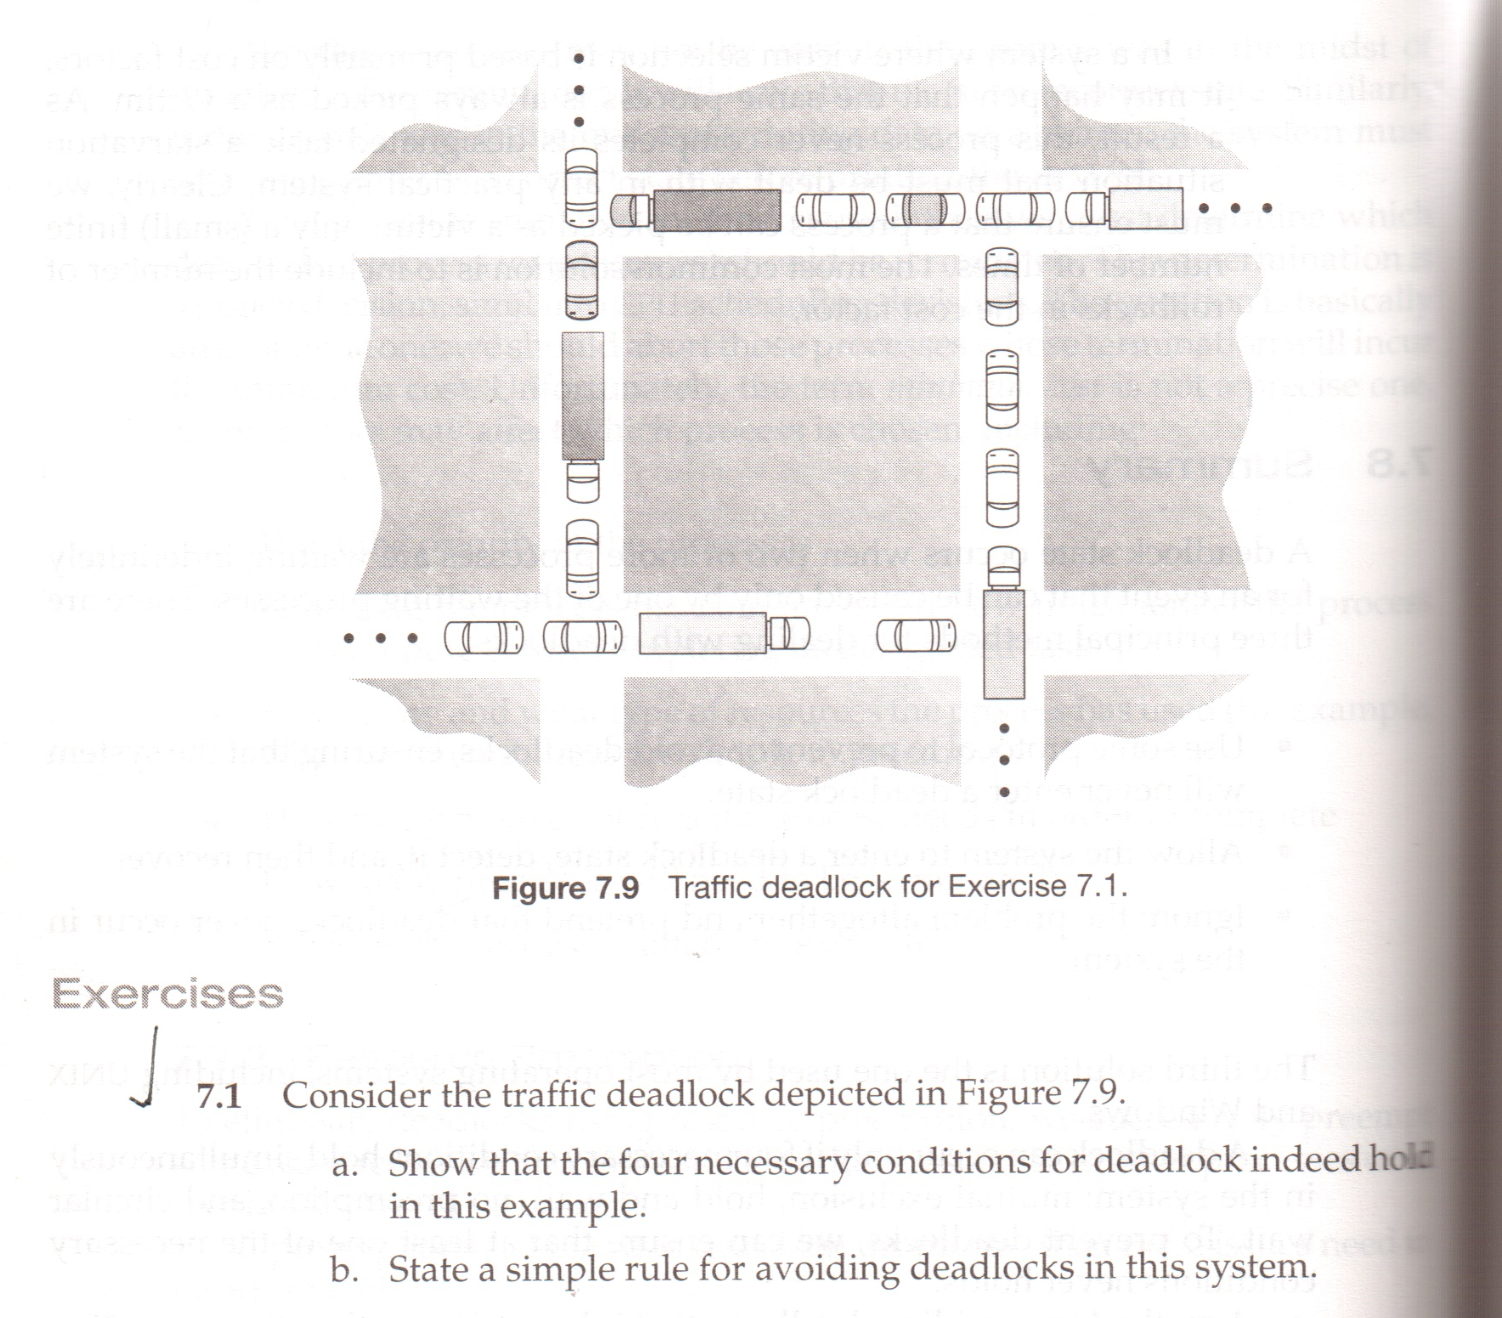 Figure 7.9 Traffic deadlock for Exercise 7.1.
Exercises
7.1 Consider the traffic deadlock depicted in Figure 7.9.
a. Show that the four necessary conditions for deadlock indeed hold
in this example.
b. State a simple rule for avoiding deadlocks in this system.